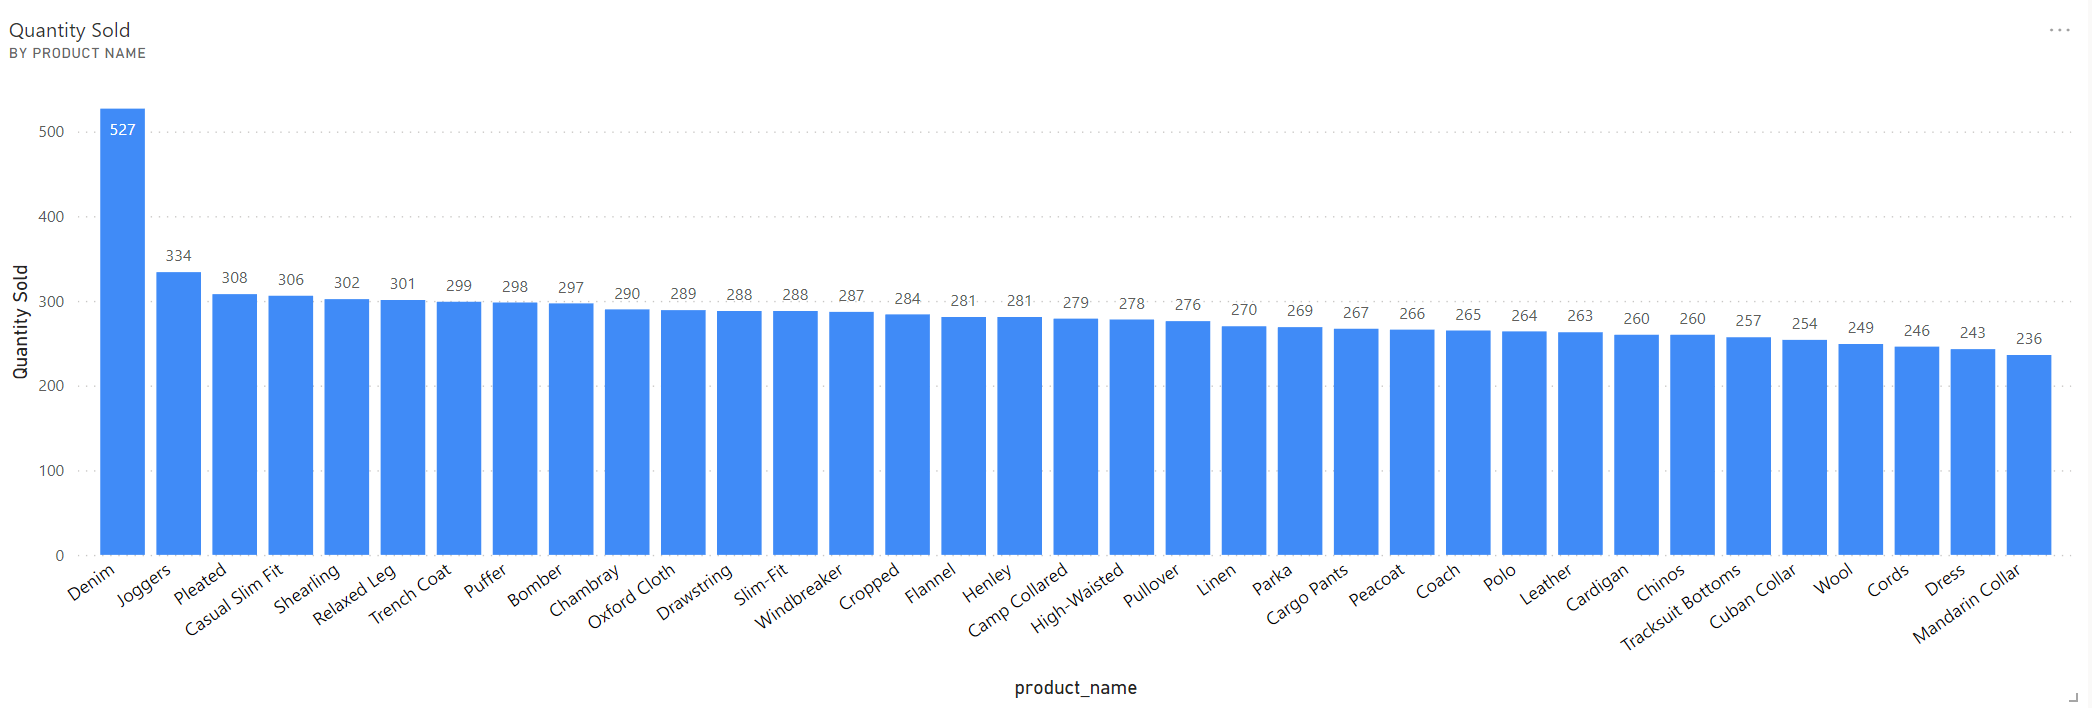 Quantity Sold
BY PRODUCT NAME
Quantity Sold
500
400
300
200
100
0
527
334
308
306
302
301
299
298
297
290
289
288
288
287
284
281
281
279
278
276
270
269
267
266
265
264
263
260
260
257
254
249
246
243
236
Denim
Joggers
Pleated
Casual Slim Fit
Shearling
Relaxed Leg
Trench Coat
Puffer
Bomber
Chambray
Oxford Cloth
Drawstring
Slim-Fit
Windbreaker
Cropped
Flannel
Henley
Camp Collared
High-Waisted
Pullover
Linen
Parka
Cargo Pants
Peacoat
Coach
Polo
Leather
Cardigan
Chinos
Tracksuit Bottoms
Cuban Collar
Wool
Cords
Dress
Mandarin Collar
product_name